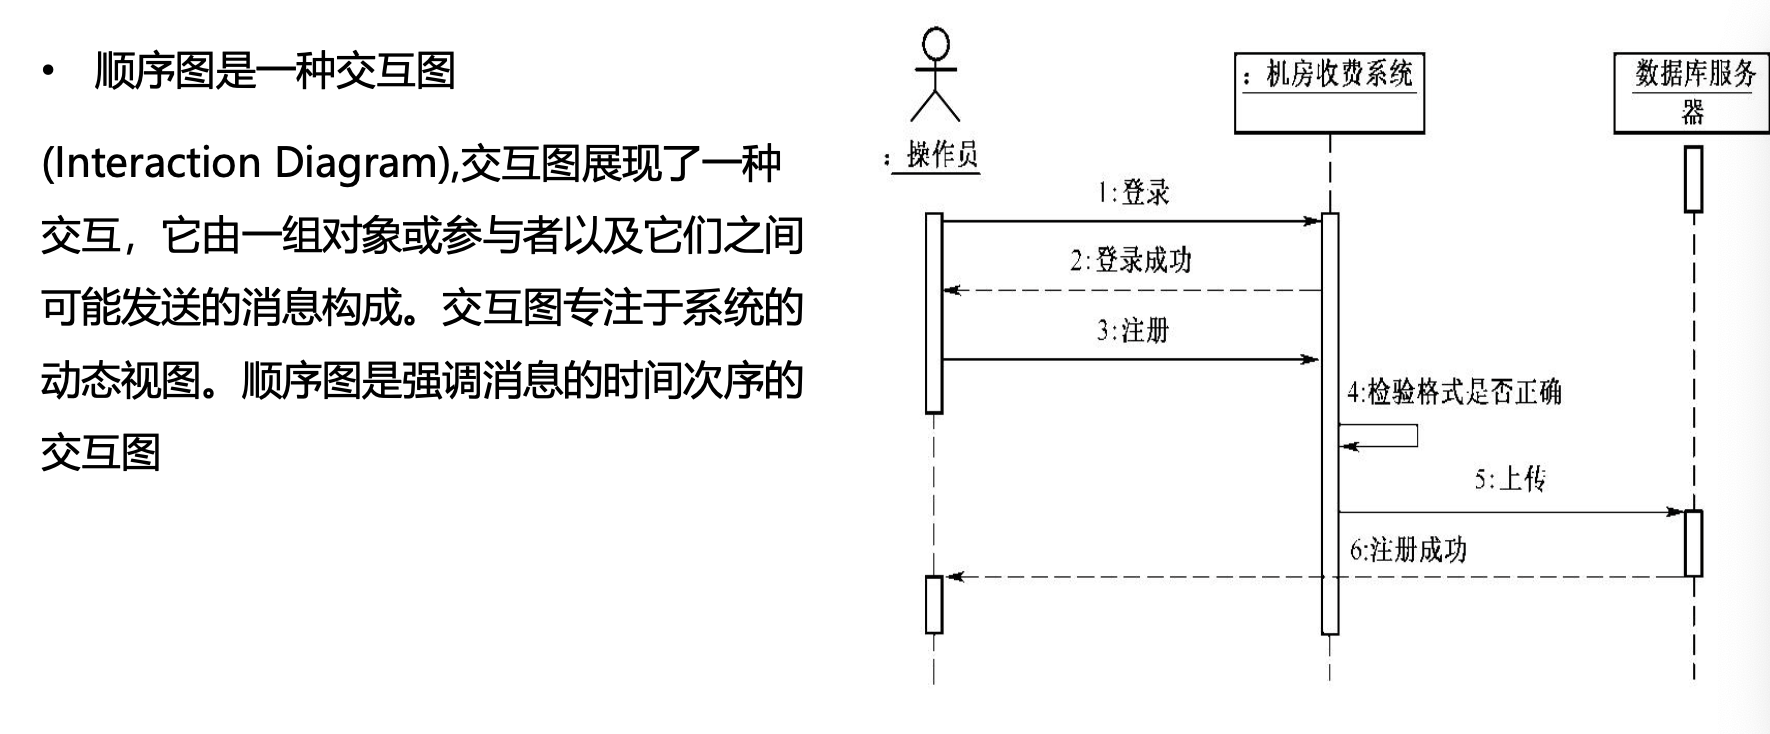 • 顺序图是一种交互图
(Interaction Diagram),交互图展现了一种
交互，它由一组对象或参与者以及它们之间
可能发送的消息构成。交互图专注于系统的
动态视图。顺序图是强调消息的时间次序的
交互图
：操作员
：机房收费系统
数据库服务
器
1:登录
2:登录成功
3:注册
4:检验格式是否正确
5:上传
6:注册成功